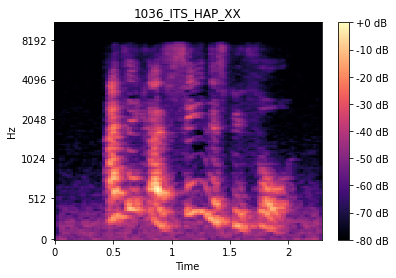 1036_ITS_HAP_XX
+0 dB
8192
-10 dB
4096
-20 dB
-30 dB
2048
Hz
-40 dB
1024
-50 dB
-60 dB
512
-70 dB
0
-80 dB
0 0.5 1 1.5 2
Time